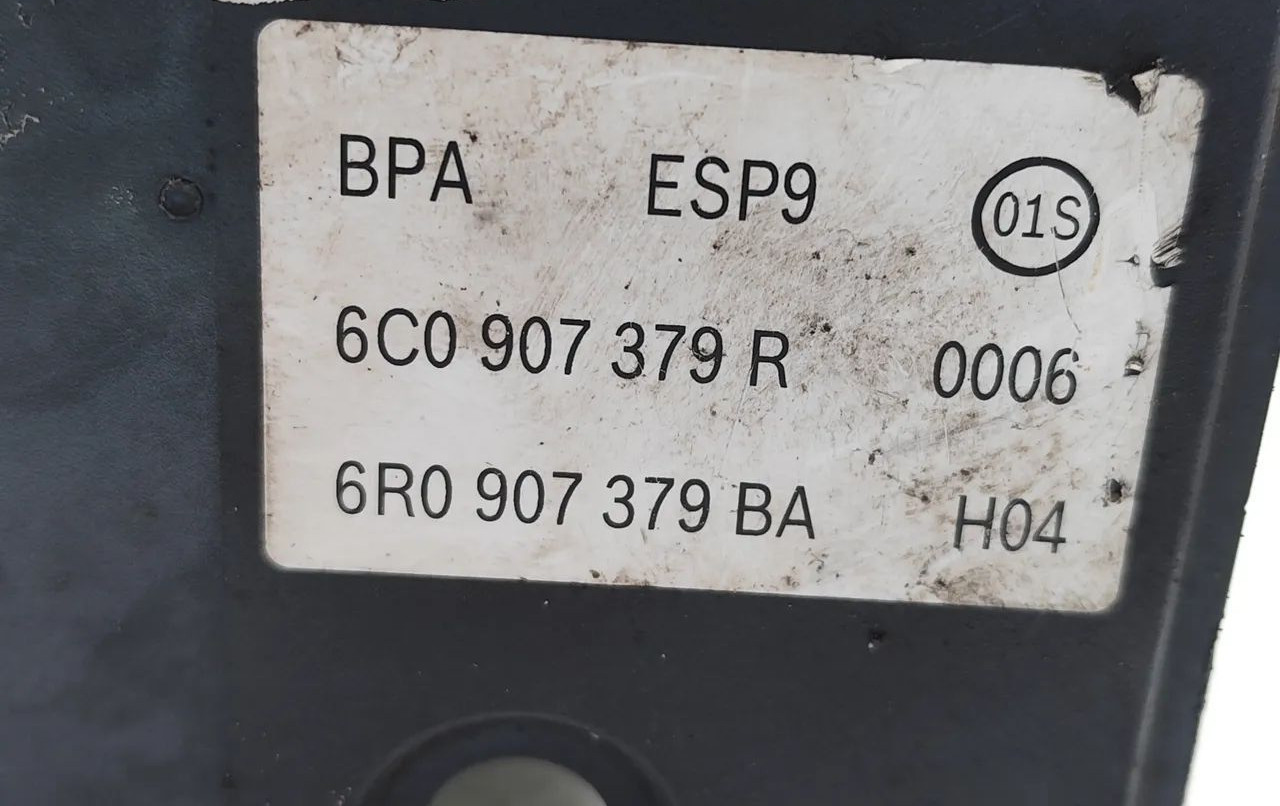 BPA ESP9 01S
6C0 907 379 R 0006
6R0 907 379 BA H04